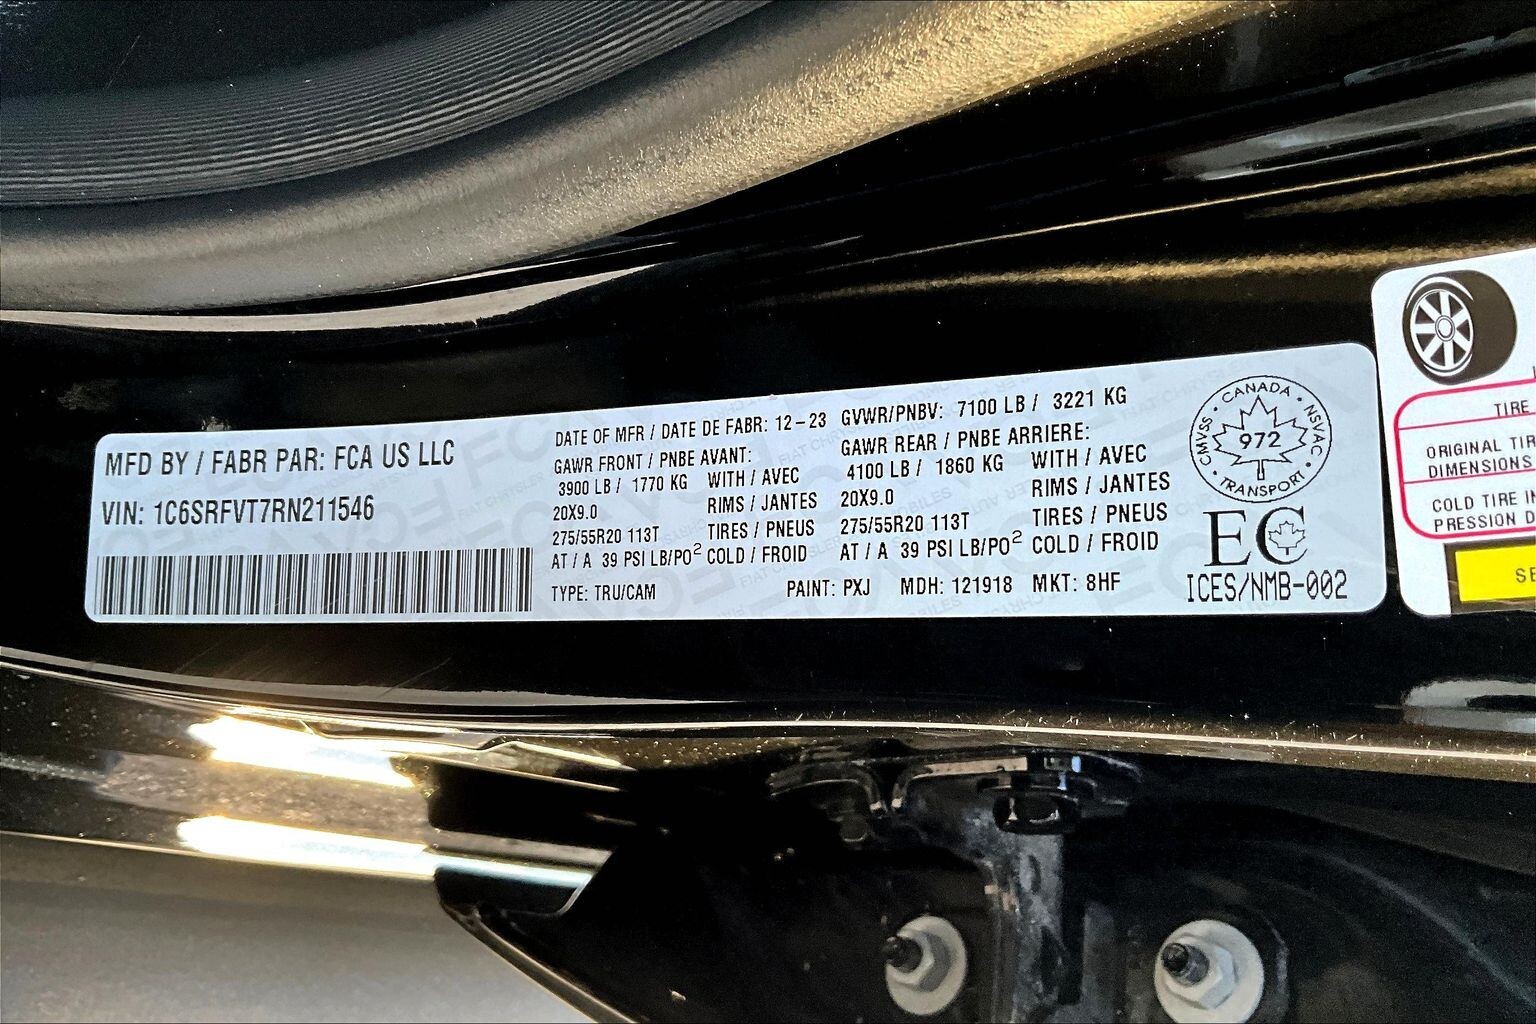 MFD BY / FABR PAR: FCA US LLC
VIN: 1C6SRFVT7RN211546
DATE OF MFR / DATE DE FABR: 12-23 GVWR/PNBV: 7100 LB / 3221 KG
GAWR FRONT / PNBE AVANT: GAWR REAR / PNBE ARRIERE:
3900 LB / 1770 KG WITH / AVEC 4100 LB / 1860 KG WITH / AVEC
20X9.0 RIMS / JANTES 20X9.0 RIMS / JANTES
275/55R20 113T TIRES / PNEUS 275/55R20 113T TIRES / PNEUS
AT / A 39 PSI LB/PO² COLD / FROID AT / A 39 PSI LB/PO² COLD / FROID
TYPE: TRU/CAM PAINT: PXJ MDH: 121918 MKT: 8HF
CANADA · NSVAC · TRANSPORT · CMVSS ·
972
EC
ICES/NMB-002
TIRE
ORIGINAL TIR
DIMENSIONS
COLD TIRE
PRESSION D
SE